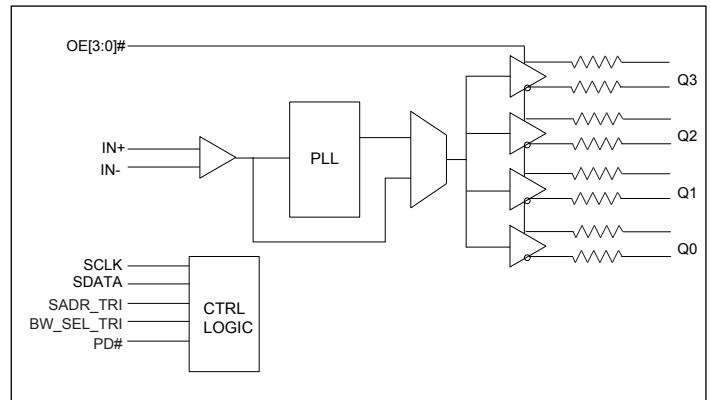 OE[3:0]#
Q3
Q2
IN+
IN-
PLL
Q1
Q0
SCLK
SDATA
SADR_TRI
BW_SEL_TRI
PD#
CTRL
LOGIC